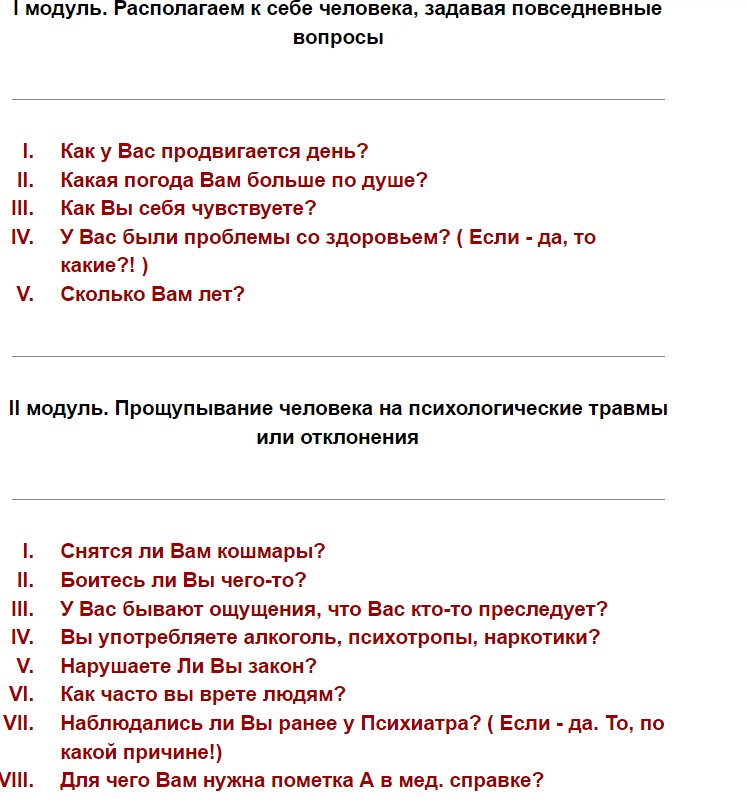 I модуль. Располагаем к себе человека, задавая повседневные
вопросы
I. Как у Вас продвигается день?
II. Какая погода Вам больше по душе?
III. Как Вы себя чувствуете?
IV. У Вас были проблемы со здоровьем? ( Если - да, то
какие?! )
V. Сколько Вам лет?
II модуль. Прощупывание человека на психологические травмы
или отклонения
I. Снятся ли Вам кошмары?
II. Боитесь ли Вы чего-то?
III. У Вас бывают ощущения, что Вас кто-то преследует?
IV. Вы употребляете алкоголь, психотропы, наркотики?
V. Нарушаете Ли Вы закон?
VI. Как часто вы врете людям?
VII. Наблюдались ли Вы ранее у Психиатра? ( Если - да. То, по
какой причине!)
VIII. Для чего Вам нужна пометка А в мед. справке?